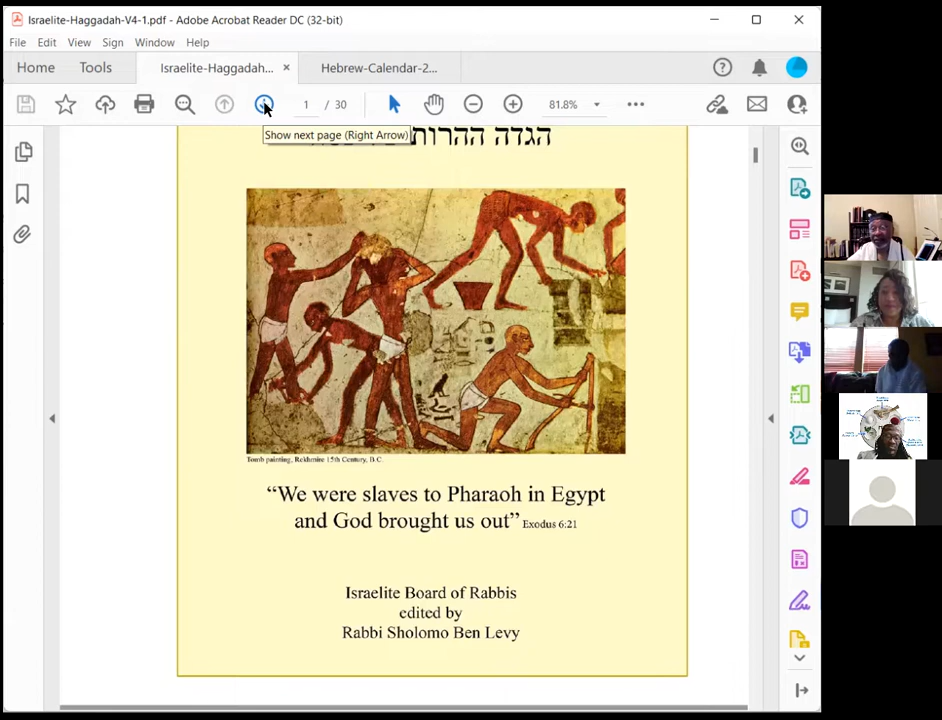 Israelite-Haggadah-V4-1.pdf - Adobe Acrobat Reader DC (32-bit)
File Edit View Sign Window Help
Home Tools Israelite-Haggadah... × Hebrew-Calendar-2...
1 / 30 81.8%
Show next page (Right Arrow)
הגדה ההרות
Tomb painting, Rekhmire 15th Century, B.C.
“We were slaves to Pharaoh in Egypt
and God brought us out” Exodus 6:21
Israelite Board of Rabbis
edited by
Rabbi Sholomo Ben Levy